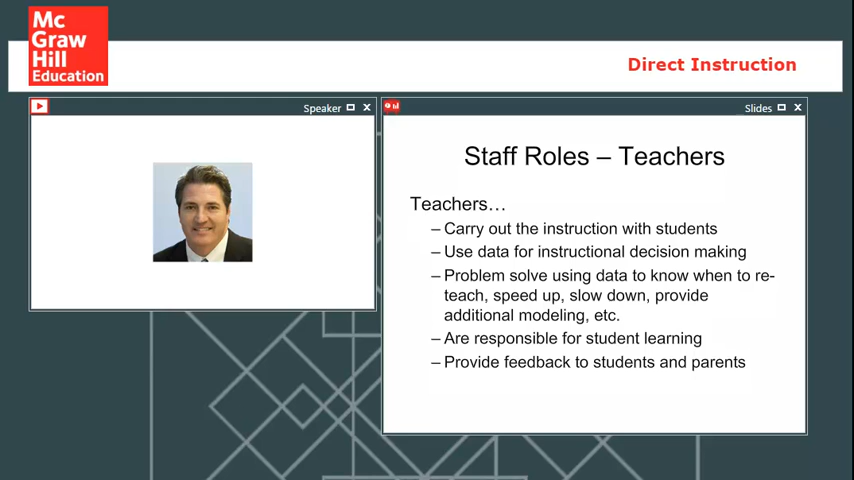 Mc
Graw
Hill
Education
Direct Instruction
Speaker
Slides
Staff Roles – Teachers
Teachers…
– Carry out the instruction with students
– Use data for instructional decision making
– Problem solve using data to know when to re-
teach, speed up, slow down, provide
additional modeling, etc.
– Are responsible for student learning
– Provide feedback to students and parents